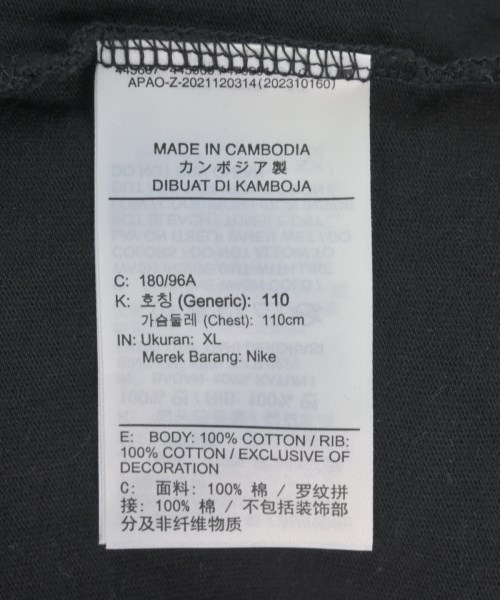 APAO-Z-2021120314(202310160)
MADE IN CAMBODIA
カンボジア製
DIBUAT DI KAMBOJA
C: 180/96A
K: 호칭 (Generic): 110
가슴둘레 (Chest): 110cm
IN: Ukuran: XL
Merek Barang: Nike
E: BODY: 100% COTTON / RIB:
100% COTTON / EXCLUSIVE OF
DECORATION
C: 面料: 100% 棉 / 罗纹拼
接: 100% 棉 / 不包括装饰部
分及非纤维物质